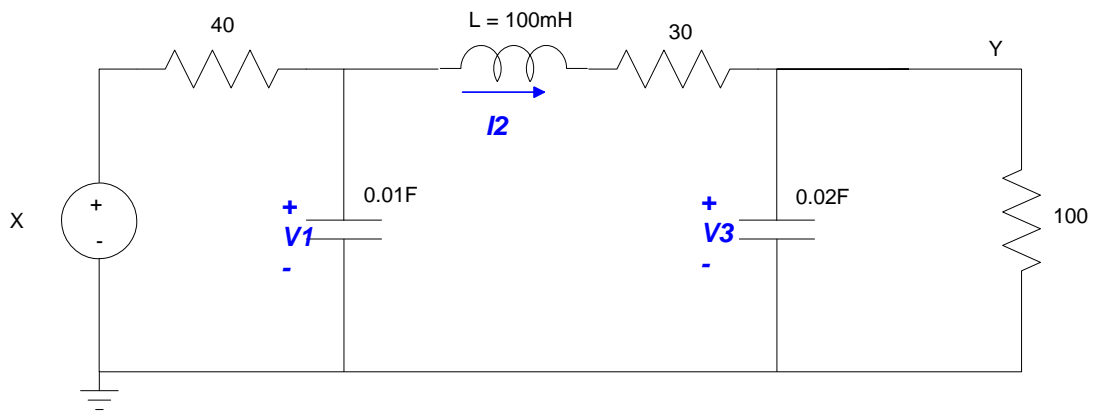 L = 100mH
40
30
Y
I2
X
+
-
+
V1
-
0.01F
+
V3
-
0.02F
100